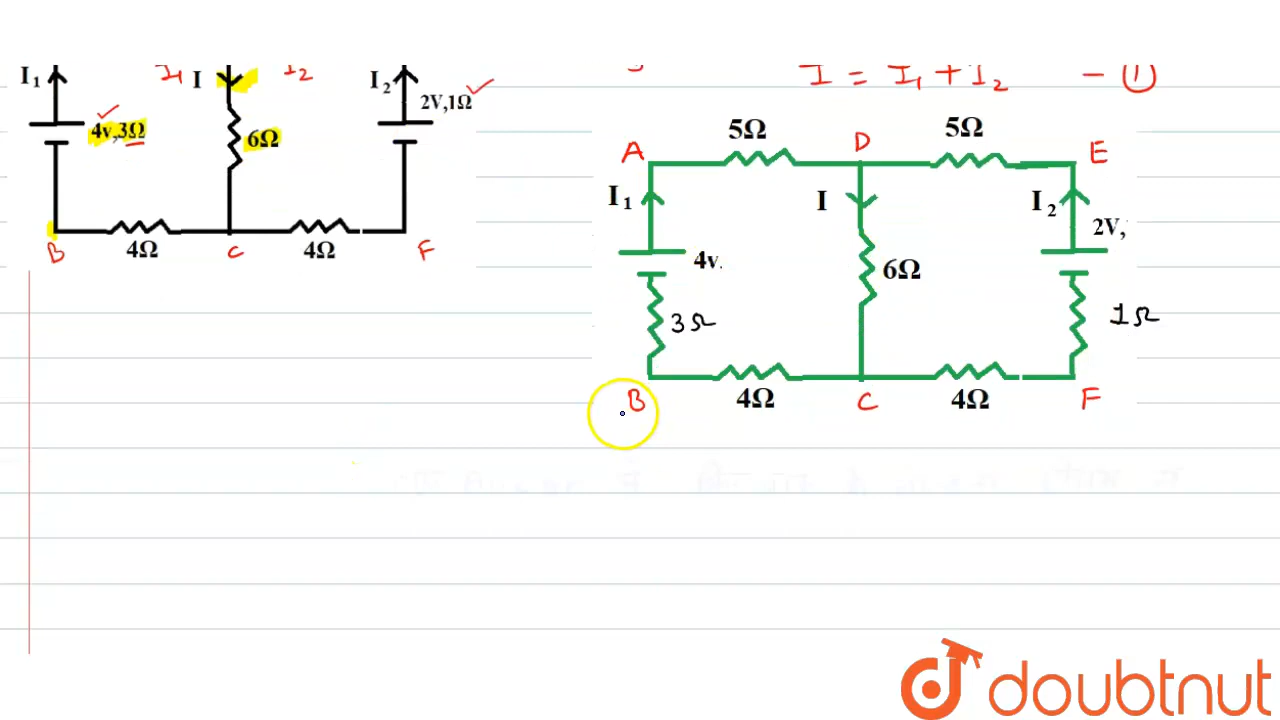 I = I₁ + I₂ — ①
I₁ I I₂
I₁
I₂
4v,3Ω
2V,1Ω
6Ω
4Ω
4Ω
B
C
F
5Ω
5Ω
A
D
E
I₁
I
I₂
4v
2V,
6Ω
3Ω
1Ω
4Ω
4Ω
B
C
F
doubtnut